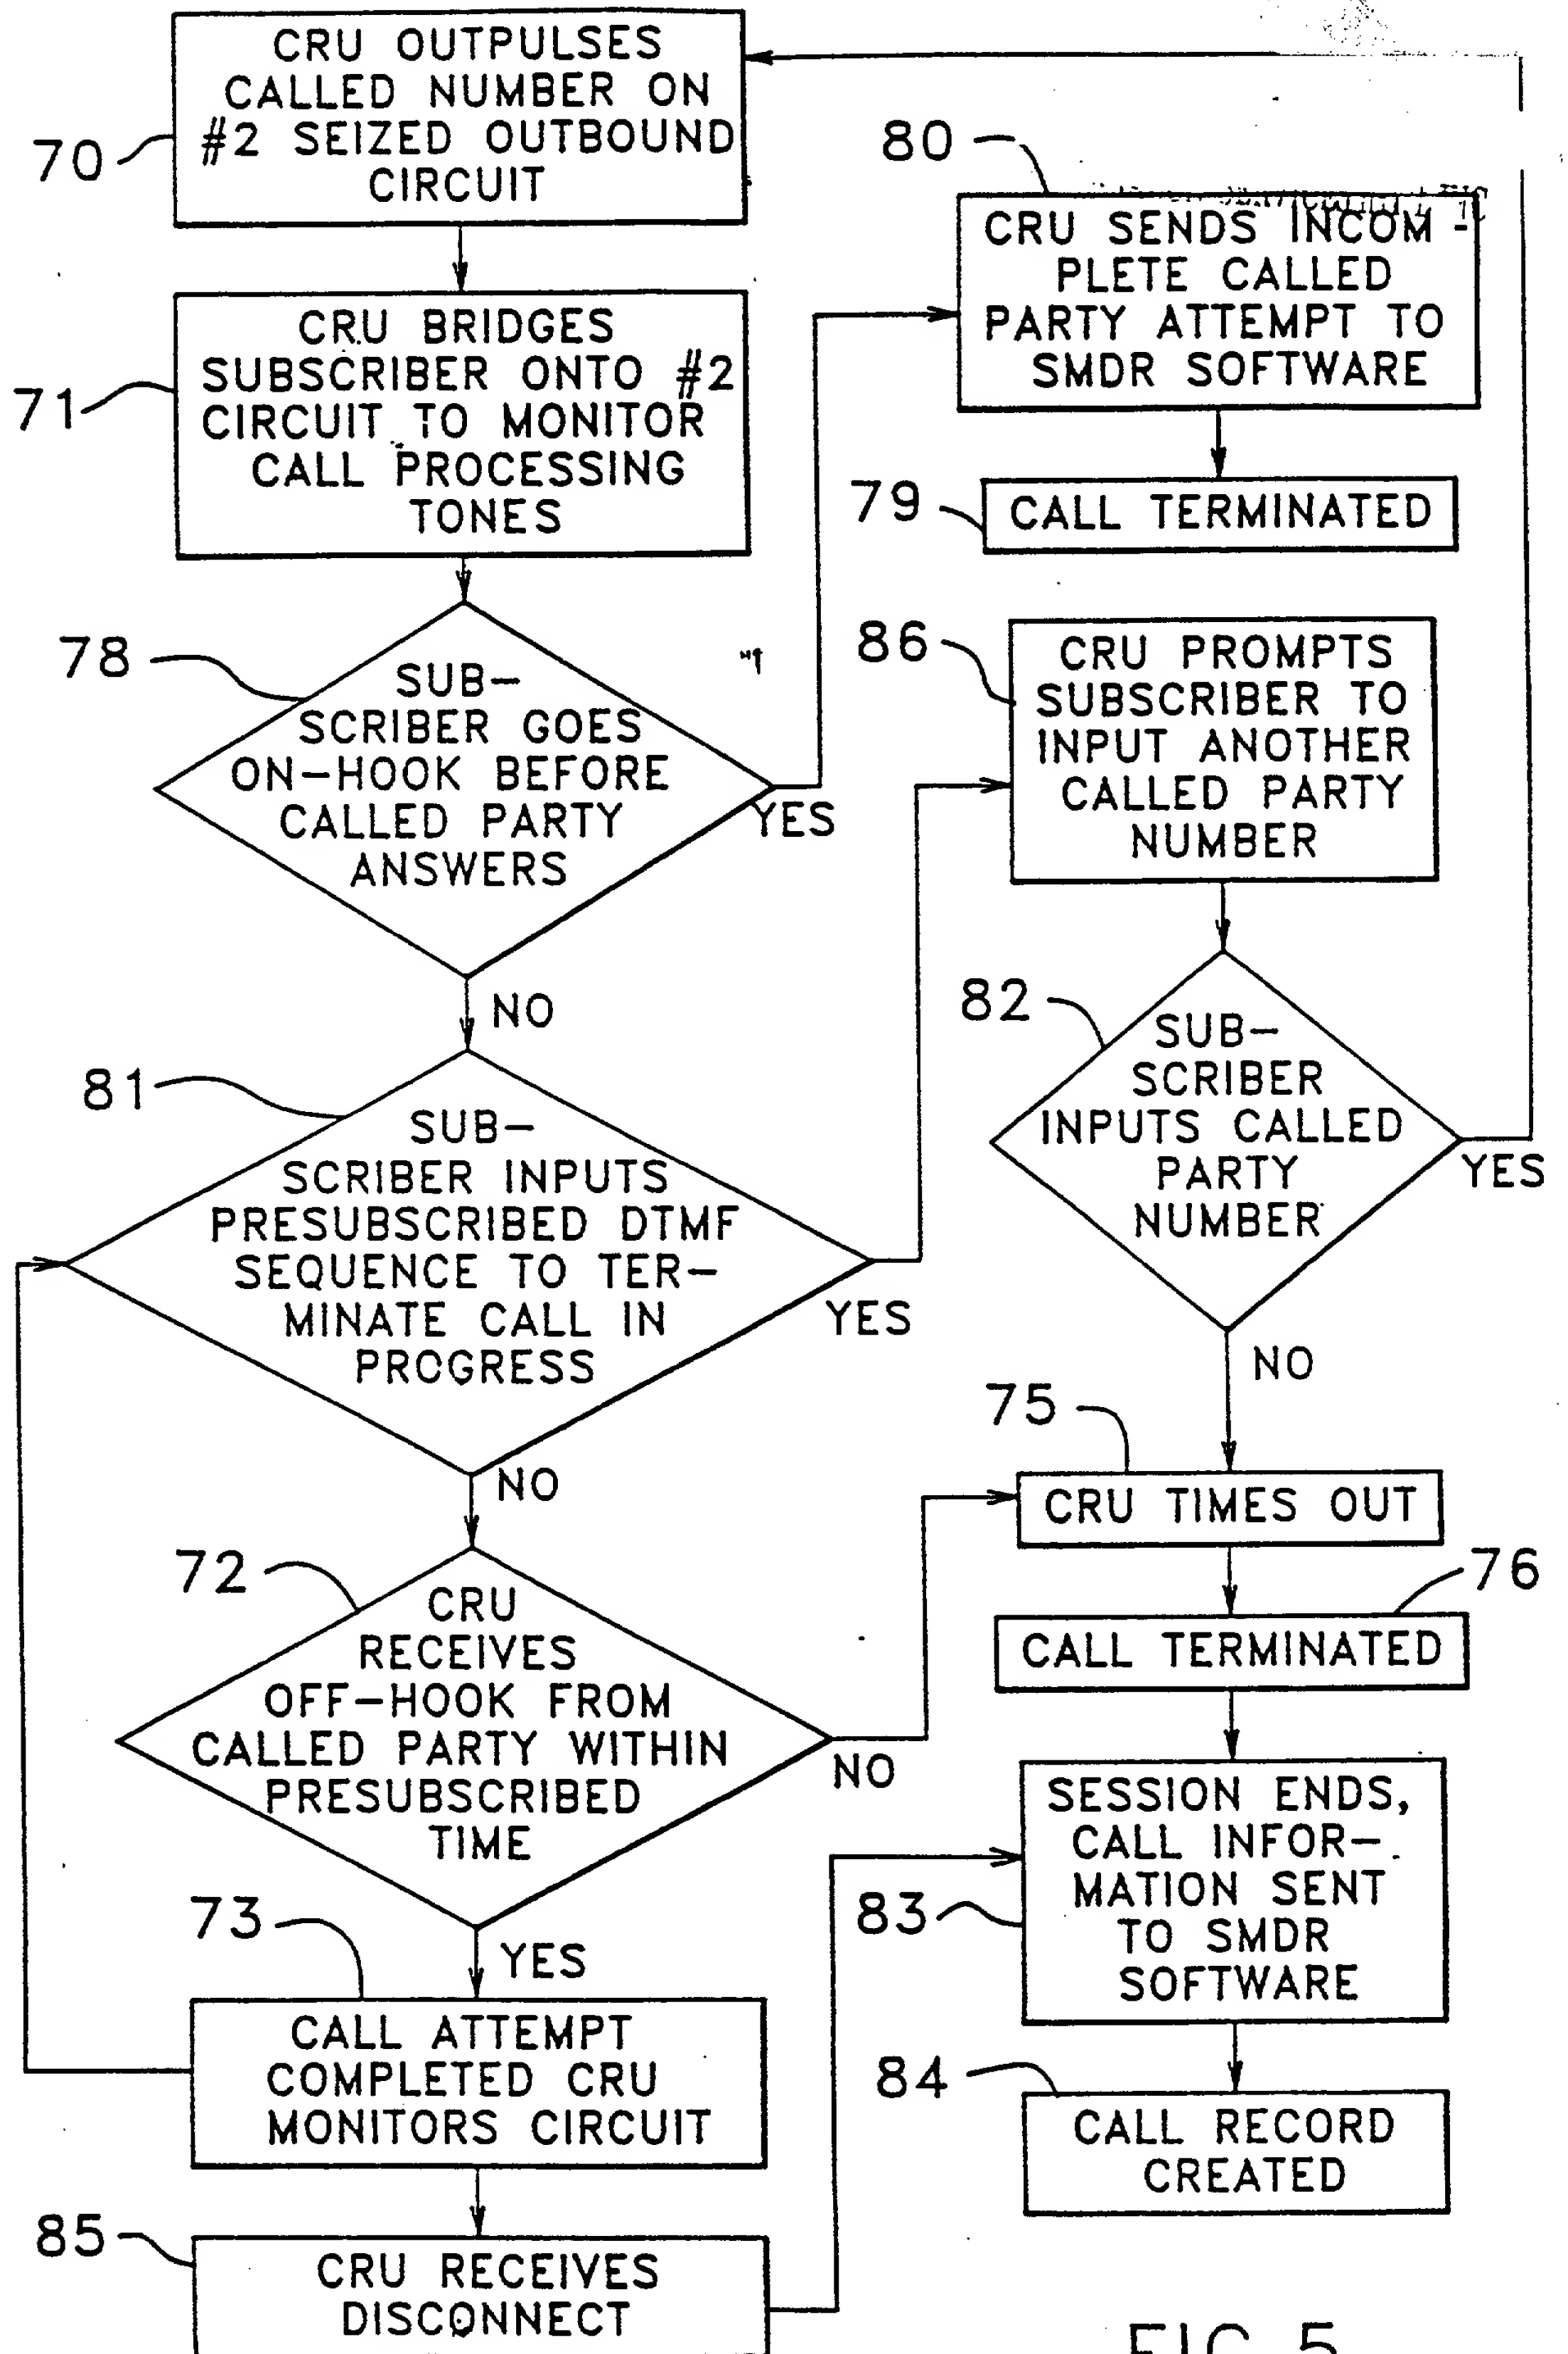 CRU OUTPULSES
CALLED NUMBER ON
#2 SEIZED OUTBOUND
CIRCUIT
70
CRU BRIDGES
SUBSCRIBER ONTO #2
CIRCUIT TO MONITOR
CALL PROCESSING
TONES
71
78
SUB-
SCRIBER GOES
ON-HOOK BEFORE
CALLED PARTY
ANSWERS
YES
NO
80
CRU SENDS INCOM-
PLETE CALLED
PARTY ATTEMPT TO
SMDR SOFTWARE
79
CALL TERMINATED
81
SUB-
SCRIBER INPUTS
PRESUBSCRIBED DTMF
SEQUENCE TO TER-
MINATE CALL IN
PROGRESS
YES
NO
86
CRU PROMPTS
SUBSCRIBER TO
INPUT ANOTHER
CALLED PARTY
NUMBER
82
SUB-
SCRIBER
INPUTS CALLED
PARTY
NUMBER
YES
NO
72
CRU
RECEIVES
OFF-HOOK FROM
CALLED PARTY WITHIN
PRESUBSCRIBED
TIME
NO
YES
75
CRU TIMES OUT
76
CALL TERMINATED
73
CALL ATTEMPT
COMPLETED CRU
MONITORS CIRCUIT
83
SESSION ENDS,
CALL INFOR-
MATION SENT
TO SMDR
SOFTWARE
84
CALL RECORD
CREATED
85
CRU RECEIVES
DISCONNECT
FIG 5